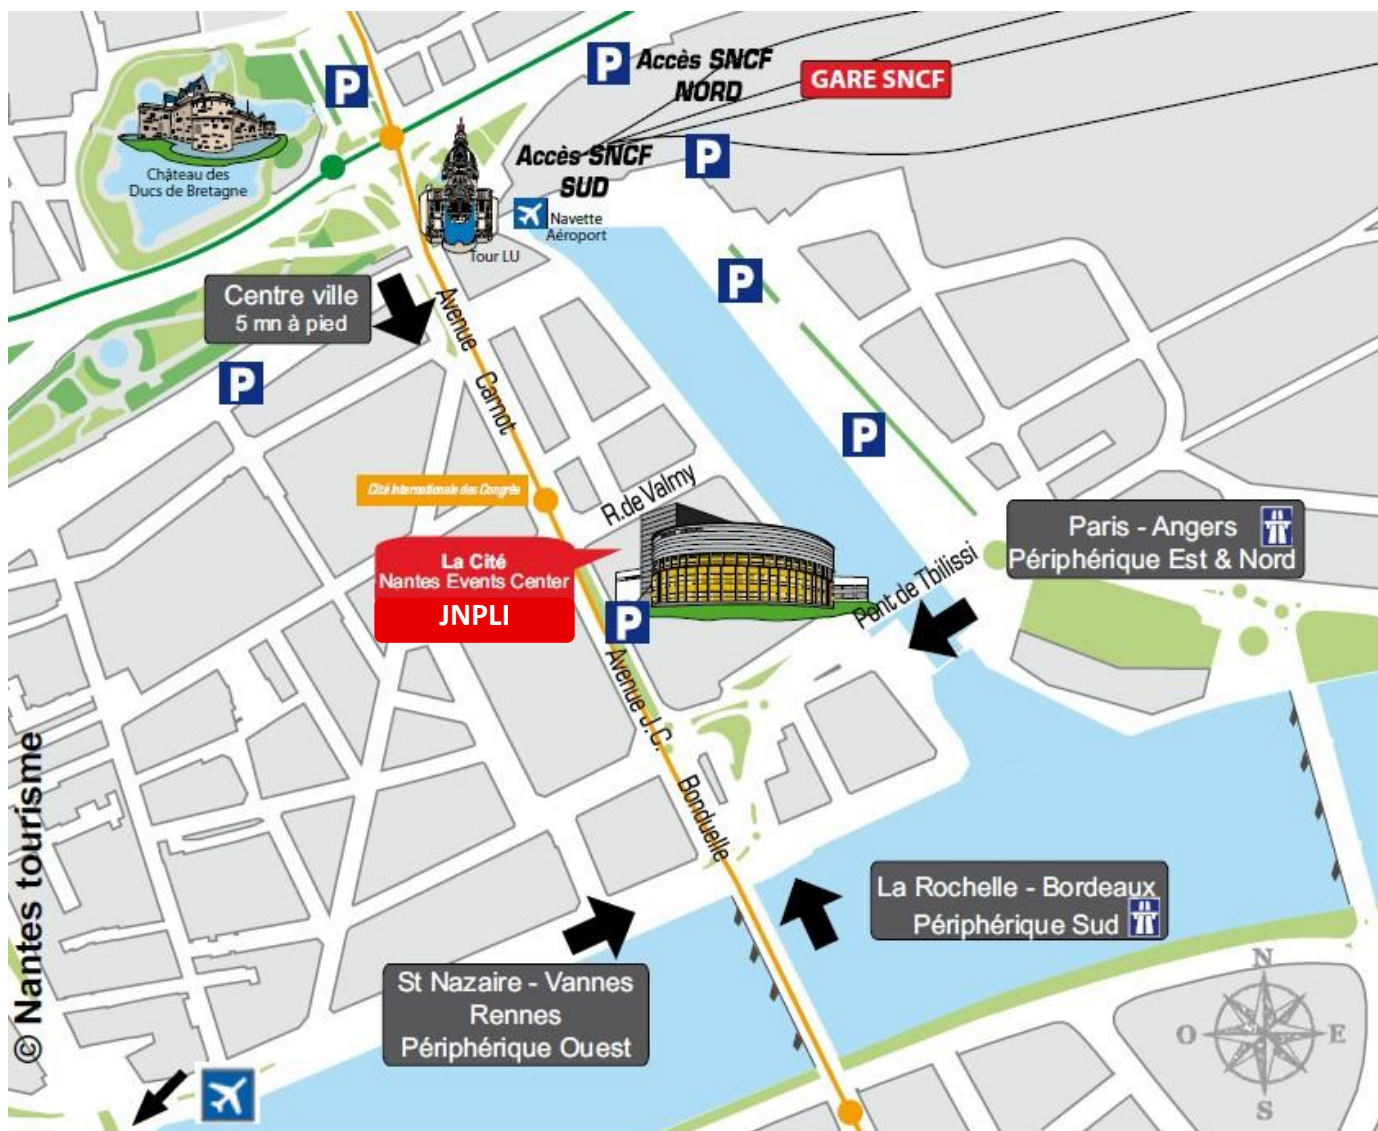 P
Accès SNCF
NORD
GARE SNCF
P
Château des
Ducs de Bretagne
Accès SNCF
SUD
P
Navette
Aéroport
Tour LU
Centre ville
5 mn à pied
P
P
Avenue Carnot
P
Cité Internationale des Congrès
R.de Valmy
Paris - Angers
Périphérique Est & Nord
La Cité
Nantes Events Center
JNPLI
P
Pont de Tbilissi
Avenue J.C. Bonduelle
© Nantes tourisme
La Rochelle - Bordeaux
Périphérique Sud
St Nazaire - Vannes
Rennes
Périphérique Ouest
N
O
E
S